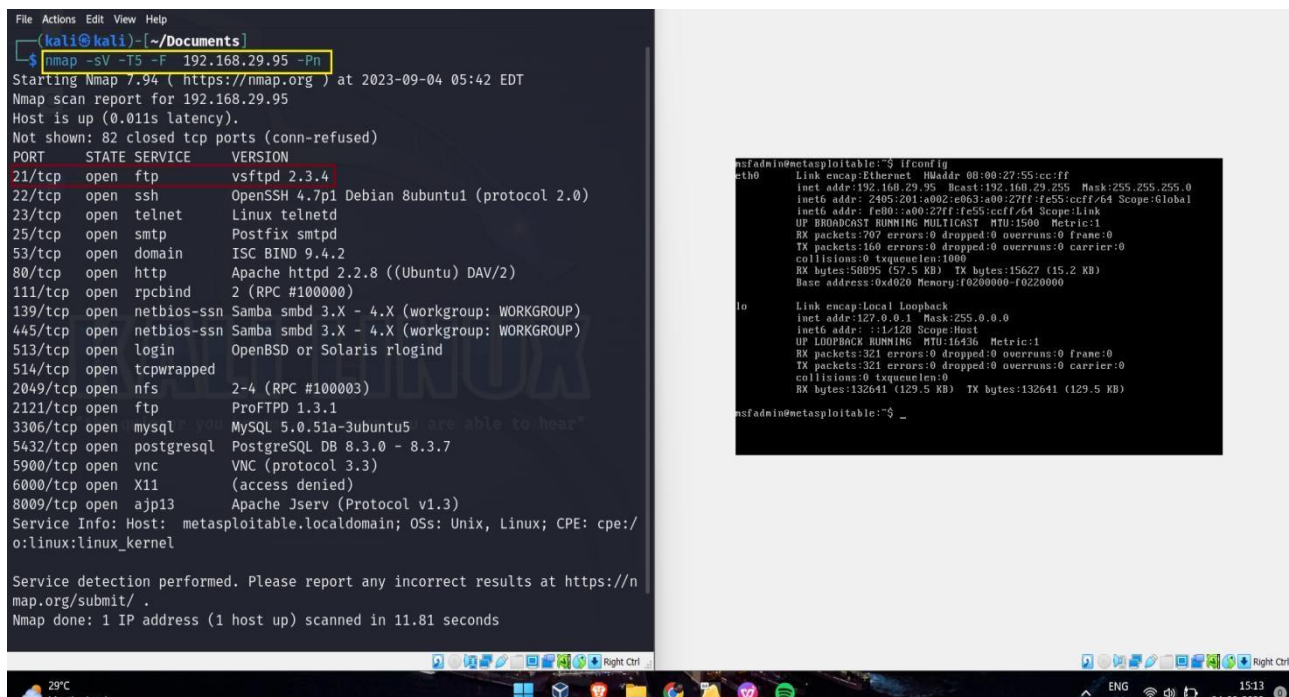 File Actions Edit View Help
(kali㉿kali)-[~/Documents]
$ nmap -sV -T5 -F 192.168.29.95 -Pn
Starting Nmap 7.94 ( https://nmap.org ) at 2023-09-04 05:42 EDT
Nmap scan report for 192.168.29.95
Host is up (0.011s latency).
Not shown: 82 closed tcp ports (conn-refused)
PORT STATE SERVICE VERSION
21/tcp open ftp vsftpd 2.3.4
22/tcp open ssh OpenSSH 4.7p1 Debian 8ubuntu1 (protocol 2.0)
23/tcp open telnet Linux telnetd
25/tcp open smtp Postfix smtpd
53/tcp open domain ISC BIND 9.4.2
80/tcp open http Apache httpd 2.2.8 ((Ubuntu) DAV/2)
111/tcp open rpcbind 2 (RPC #100000)
139/tcp open netbios-ssn Samba smbd 3.X - 4.X (workgroup: WORKGROUP)
445/tcp open netbios-ssn Samba smbd 3.X - 4.X (workgroup: WORKGROUP)
513/tcp open login OpenBSD or Solaris rlogind
514/tcp open tcpwrapped
2049/tcp open nfs 2-4 (RPC #100003)
2121/tcp open ftp ProFTPD 1.3.1
3306/tcp open mysql MySQL 5.0.51a-3ubuntu5
5432/tcp open postgresql PostgreSQL DB 8.3.0 - 8.3.7
5900/tcp open vnc VNC (protocol 3.3)
6000/tcp open X11 (access denied)
8009/tcp open ajp13 Apache Jserv (Protocol v1.3)
Service Info: Host: metasploitable.localdomain; OSs: Unix, Linux; CPE: cpe:/
o:linux:linux_kernel
Service detection performed. Please report any incorrect results at https://n
map.org/submit/ .
Nmap done: 1 IP address (1 host up) scanned in 11.81 seconds
KALI LINUX
you are able to hear"
Right Ctrl
msfadmin@metasploitable:~$ ifconfig
eth0 Link encap:Ethernet HWaddr 08:00:27:55:cc:ff
inet addr:192.168.29.95 Bcast:192.168.29.255 Mask:255.255.255.0
inet6 addr: 2405:201:a002:e063:a00:27ff:fe55:ccff/64 Scope:Global
inet6 addr: fe80::a00:27ff:fe55:ccff/64 Scope:Link
UP BROADCAST RUNNING MULTICAST MTU:1500 Metric:1
RX packets:707 errors:0 dropped:0 overruns:0 frame:0
TX packets:160 errors:0 dropped:0 overruns:0 carrier:0
collisions:0 txqueuelen:1000
RX bytes:58895 (57.5 KB) TX bytes:15627 (15.2 KB)
Base address:0xd020 Memory:f0200000-f0220000
lo Link encap:Local Loopback
inet addr:127.0.0.1 Mask:255.0.0.0
inet6 addr: ::1/128 Scope:Host
UP LOOPBACK RUNNING MTU:16436 Metric:1
RX packets:321 errors:0 dropped:0 overruns:0 frame:0
TX packets:321 errors:0 dropped:0 overruns:0 carrier:0
collisions:0 txqueuelen:0
RX bytes:132641 (129.5 KB) TX bytes:132641 (129.5 KB)
msfadmin@metasploitable:~$ _
Right Ctrl
29°C
ENG
15:13